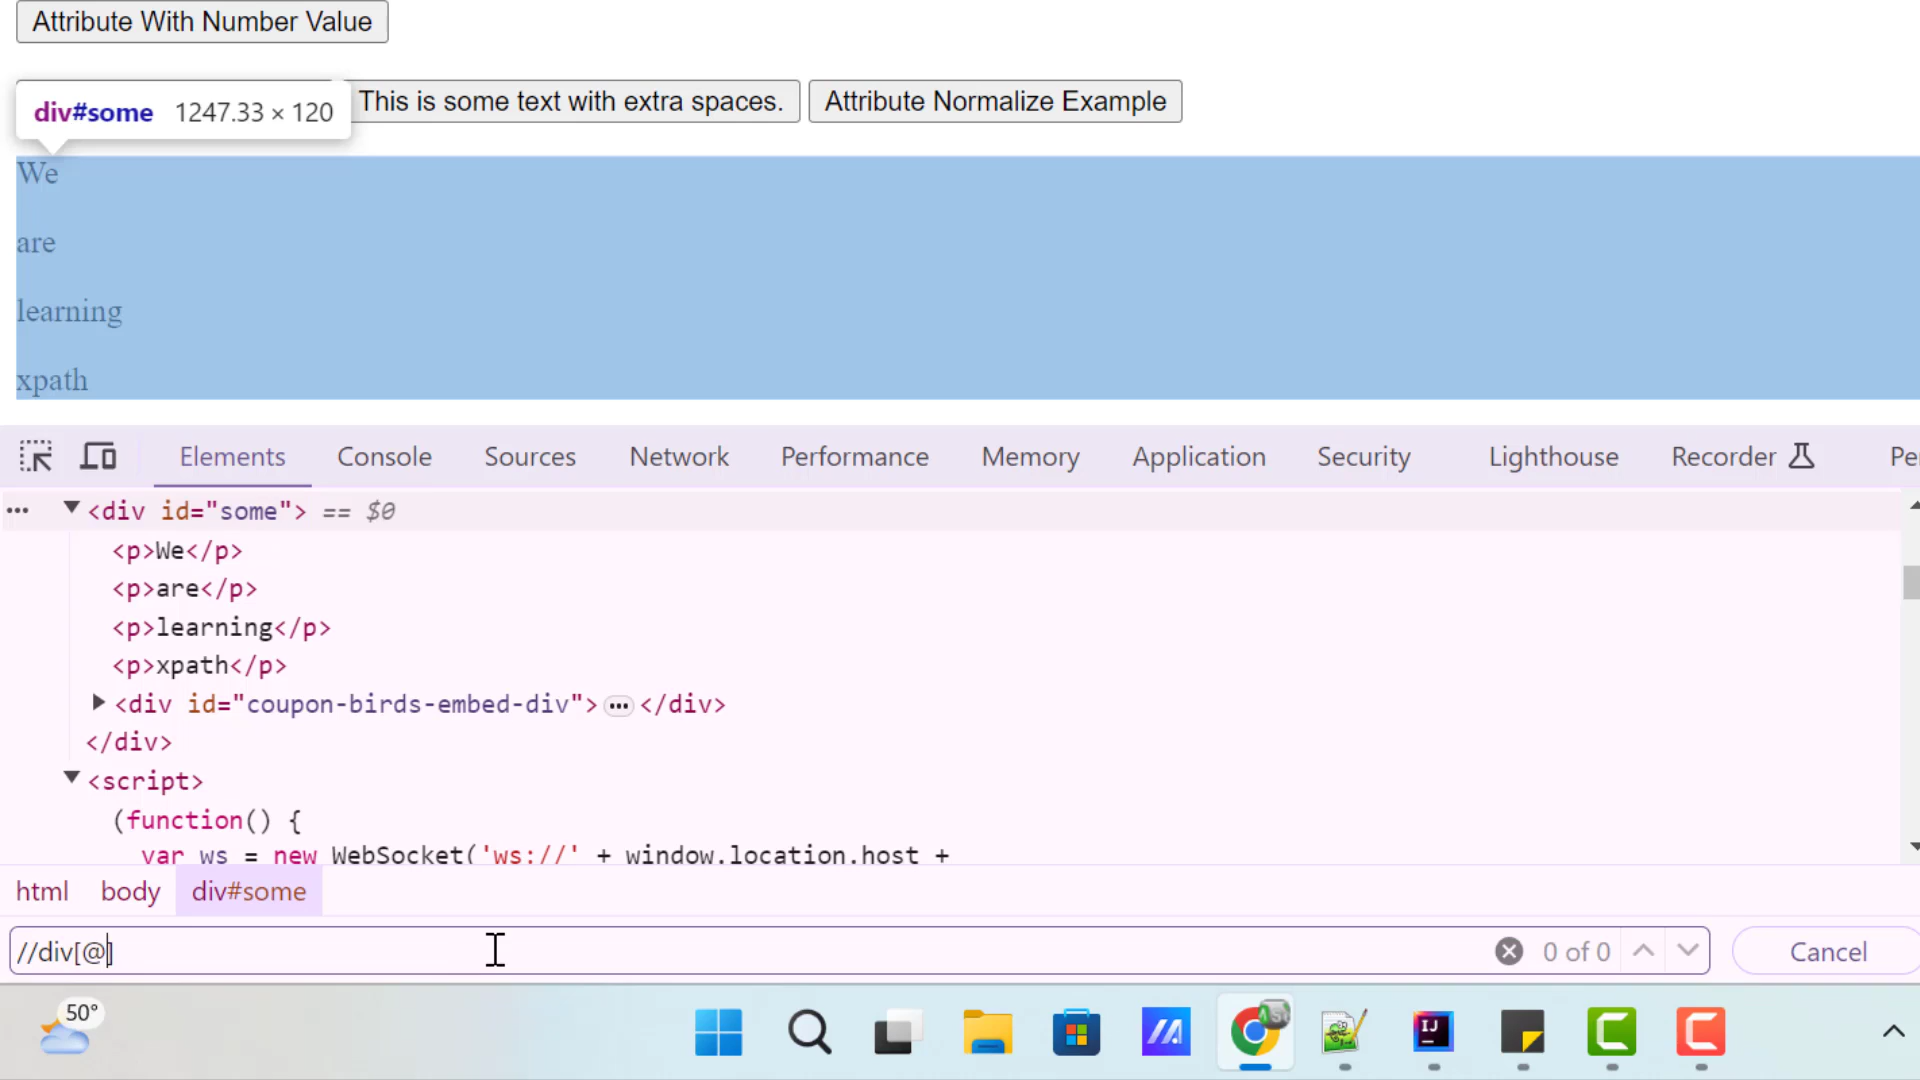 Attribute With Number Value
div#some 1247.33 × 120
This is some text with extra spaces.
Attribute Normalize Example
We
are
learning
xpath
Elements Console Sources Network Performance Memory Application Security Lighthouse Recorder Per
••• <div id="some"> == $0
<p>We</p>
<p>are</p>
<p>learning</p>
<p>xpath</p>
<div id="coupon-birds-embed-div">•••</div>
</div>
<script>
(function() {
var ws = new WebSocket('ws://' + window.location.host +
html body div#some
//div[@] 0 of 0 Cancel
50°
IJ